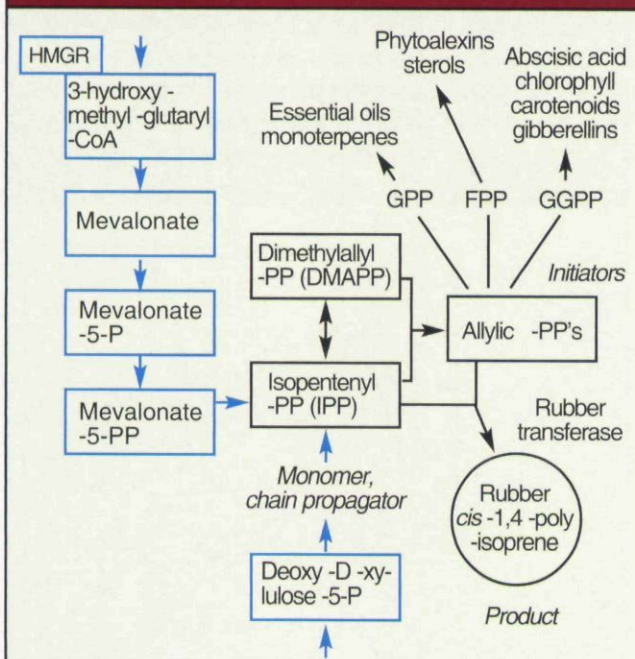 HMGR
3-hydroxy -
methyl -glutaryl
-CoA
Mevalonate
Mevalonate
-5-P
Mevalonate
-5-PP
Phytoalexins
sterols
Abscisic acid
chlorophyll
carotenoids
gibberellins
Essential oils
monoterpenes
GPP
FPP
GGPP
Dimethylallyl
-PP (DMAPP)
Initiators
Allylic -PP's
Isopentenyl
-PP (IPP)
Rubber
transferase
Monomer,
chain propagator
Rubber
cis -1,4 -poly
-isoprene
Deoxy -D -xy-
lulose -5-P
Product